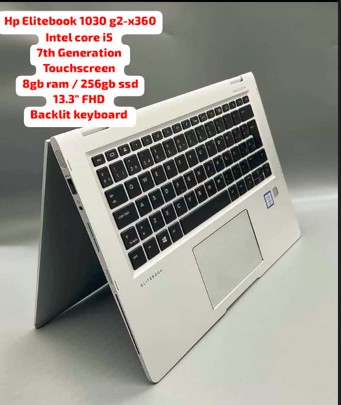 Hp Elitebook 1030 g2-x360
Intel core i5
7th Generation
Touchscreen
8gb ram / 256gb ssd
13.3" FHD
Backlit keyboard
ELITEBOOK